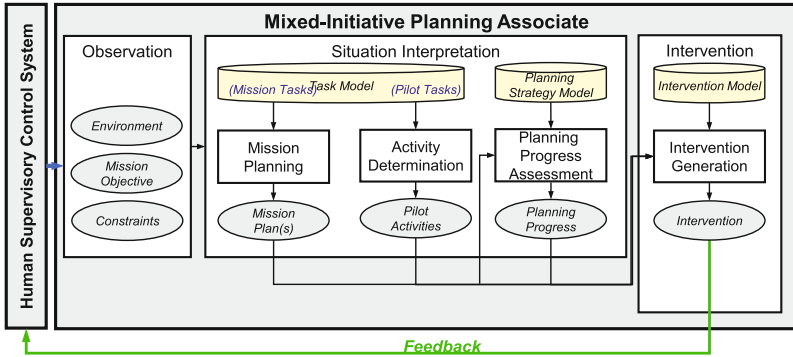 Mixed-Initiative Planning Associate
Human Supervisory Control System
Observation
Environment
Mission
Objective
Constraints
Situation Interpretation
(Mission Tasks)
Task Model
(Pilot Tasks)
Planning
Strategy Model
Mission
Planning
Activity
Determination
Planning
Progress
Assessment
Mission
Plan(s)
Pilot
Activities
Planning
Progress
Intervention
Intervention Model
Intervention
Generation
Intervention
Feedback